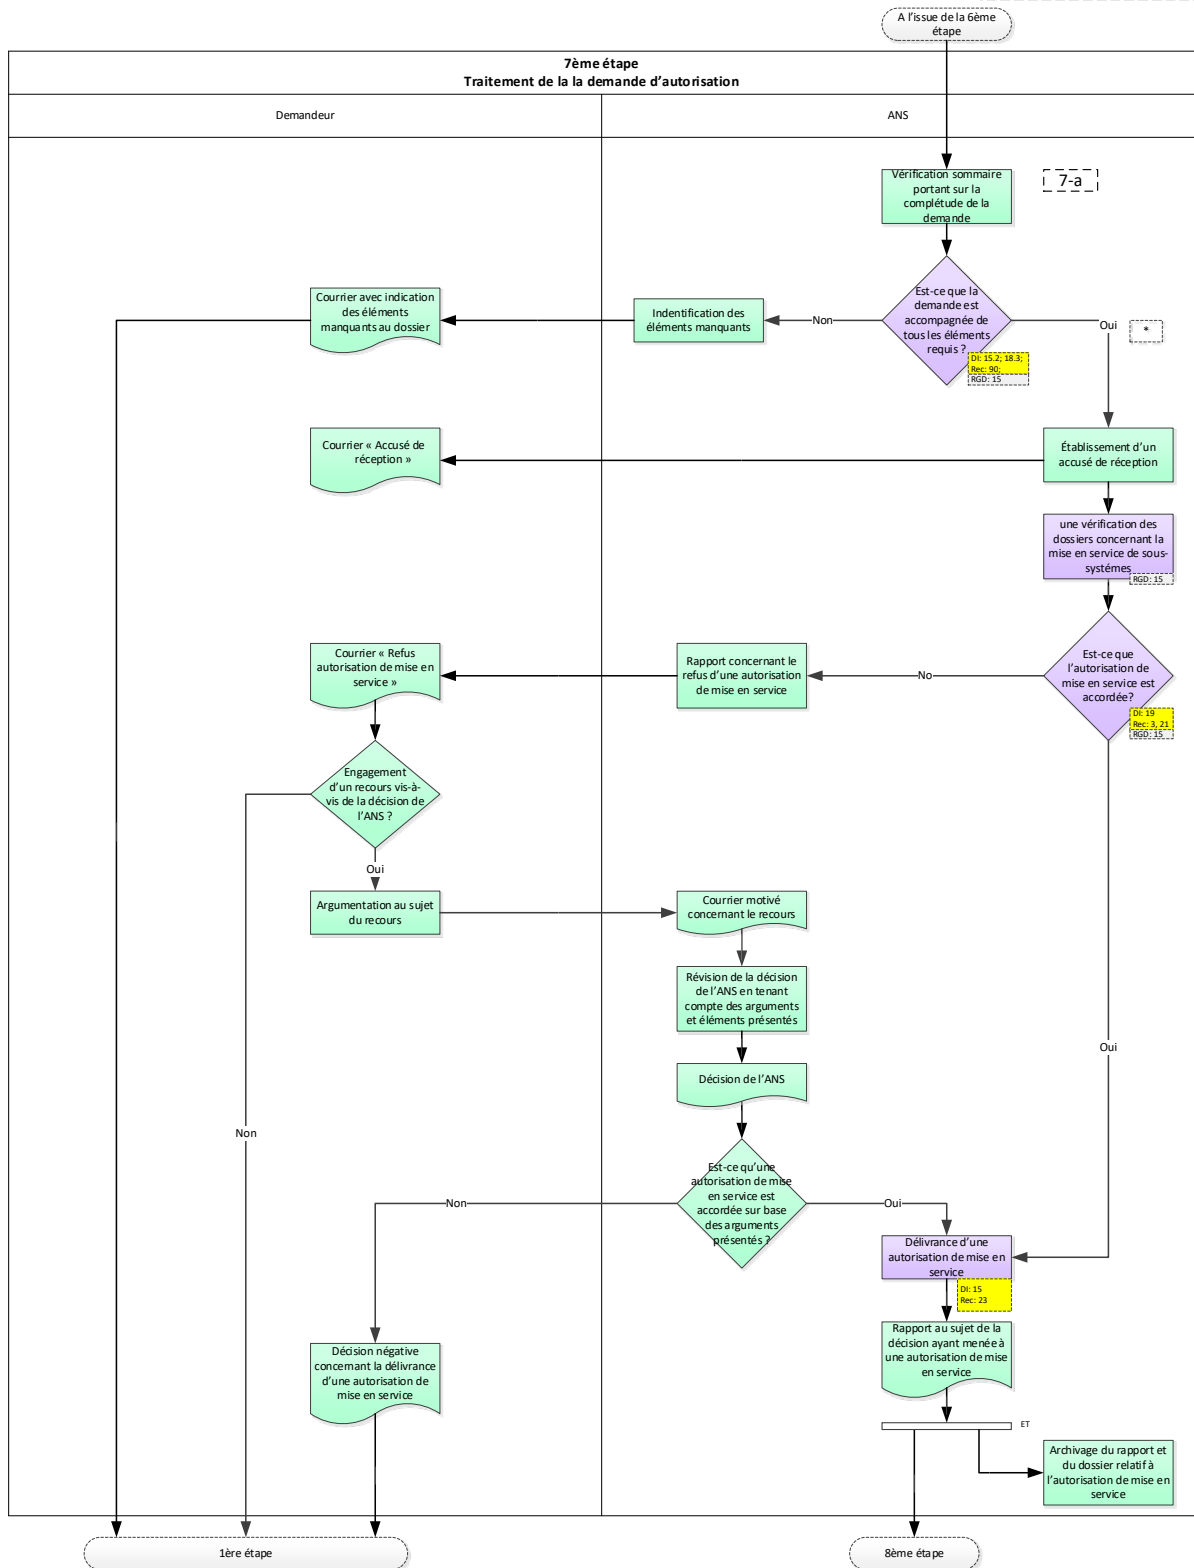 A l’issue de la 6ème
étape
7ème étape
Traitement de la la demande d’autorisation
Demandeur
ANS
Vérification sommaire
portant sur la
complétude de la
demande
7-a
Est-ce que la
demande est
accompagnée de
tous les éléments
requis ?
DI: 15.2; 18.3;
Rec: 90;
RGD: 15
Non
Oui
*
Indentification des
éléments manquants
Courrier avec indication
des éléments
manquants au dossier
Établissement d’un
accusé de réception
Courrier « Accusé de
réception »
une vérification des
dossiers concernant la
mise en service de sous-
systémes
RGD: 15
Est-ce que
l’autorisation de
mise en service est
accordée?
DI: 19
Rec: 3, 21
RGD: 15
No
Rapport concernant le
refus d’une autorisation
de mise en service
Courrier « Refus
autorisation de mise en
service »
Engagement
d’un recours vis-à-
vis de la décision de
l’ANS ?
Oui
Argumentation au sujet
du recours
Courrier motivé
concernant le recours
Révision de la décision
de l’ANS en tenant
compte des arguments
et éléments présentés
Oui
Décision de l’ANS
Non
Est-ce qu’une
autorisation de mise
en service est
accordée sur base
des arguments
présentés ?
Non
Oui
Délivrance d’une
autorisation de mise en
service
DI: 15
Rec: 23
Rapport au sujet de la
décision ayant menée à
une autorisation de mise
en service
Décision négative
concernant la délivrance
d’une autorisation de
mise en service
ET
Archivage du rapport et
du dossier relatif à
l’autorisation de mise en
service
1ère étape
8ème étape